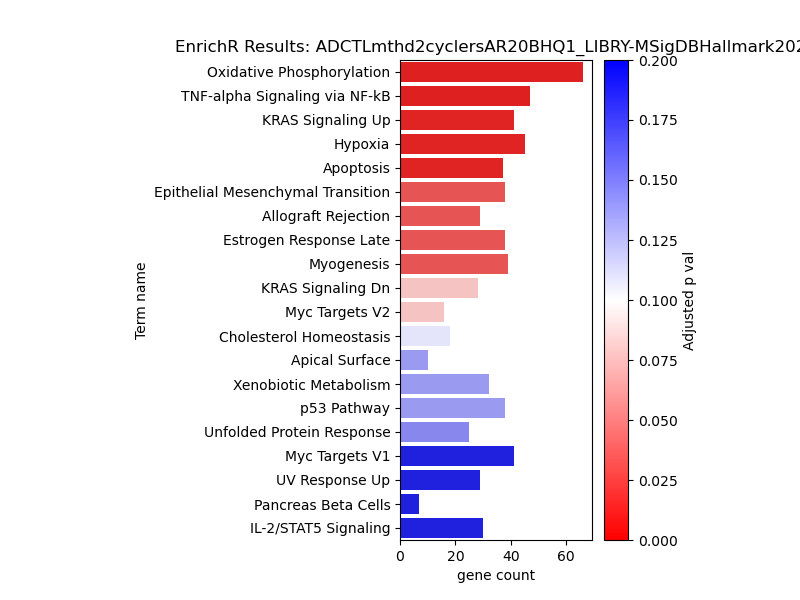 EnrichR Results: ADCTLmthd2cyclersAR20BHQ1_LIBRY-MSigDBHallmark202
Term name
Oxidative Phosphorylation
TNF-alpha Signaling via NF-kB
KRAS Signaling Up
Hypoxia
Apoptosis
Epithelial Mesenchymal Transition
Allograft Rejection
Estrogen Response Late
Myogenesis
KRAS Signaling Dn
Myc Targets V2
Cholesterol Homeostasis
Apical Surface
Xenobiotic Metabolism
p53 Pathway
Unfolded Protein Response
Myc Targets V1
UV Response Up
Pancreas Beta Cells
IL-2/STAT5 Signaling
0 20 40 60
gene count
0.200
0.175
0.150
0.125
0.100
0.075
0.050
0.025
0.000
Adjusted p val